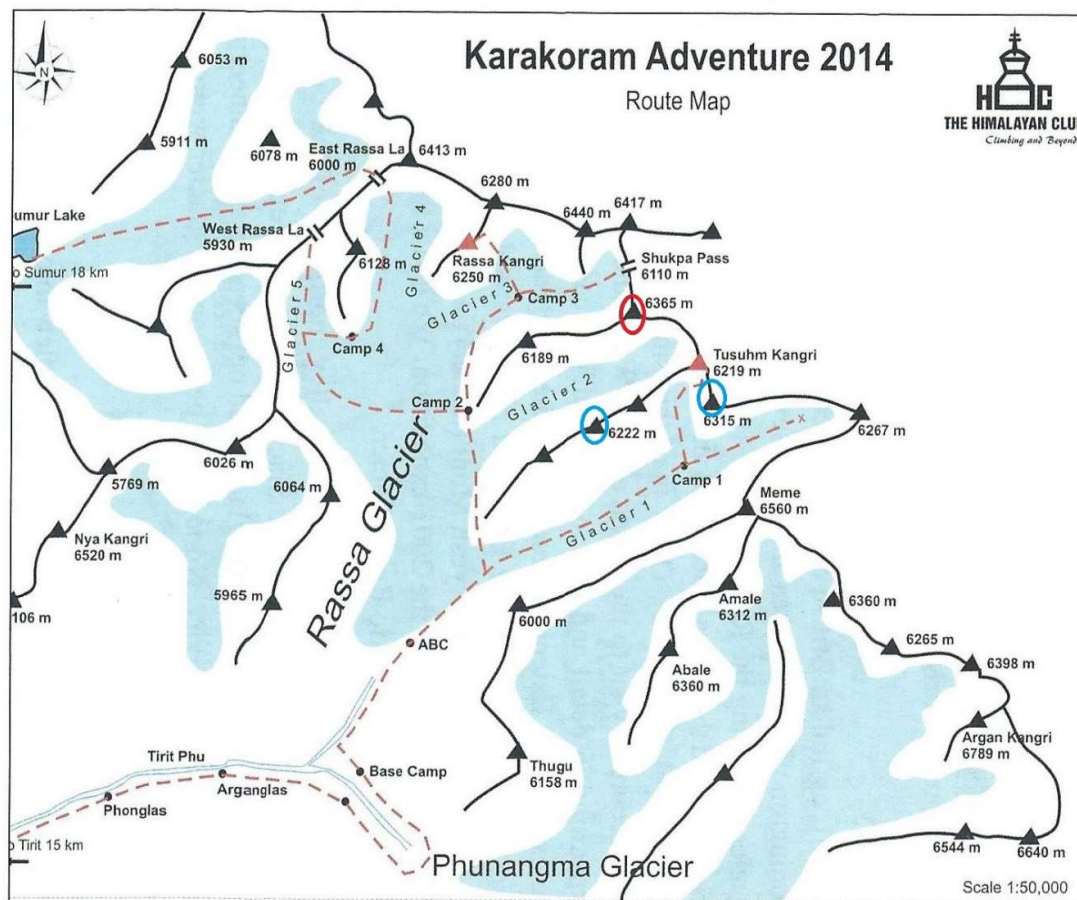 Karakoram Adventure 2014
Route Map
THE HIMALAYAN CLU
Climbing and Beyond
N
6053 m
5911 m
6078 m
East Rassa La
6000 m
6413 m
6280 m
6440 m
6417 m
umur Lake
West Rassa La
5930 m
o Sumur 18 km
6128 m
Glacier 4
Rassa Kangri
6250 m
Shukpa Pass
6110 m
Glacier 5
Glacier 3
Camp 3
6365 m
Camp 4
6189 m
Tusuhm Kangri
6219 m
Camp 2
Glacier 2
6315 m
6222 m
6267 m
x
6026 m
5769 m
6064 m
Camp 1
Meme
6560 m
Nya Kangri
6520 m
Rassa Glacier
Glacier 1
106 m
5965 m
6000 m
Amale
6312 m
6360 m
ABC
Abale
6360 m
6265 m
6398 m
Argan Kangri
6789 m
Tirit Phu
Base Camp
Thugu
6158 m
Arganglas
Phonglas
o Tirit 15 km
6544 m
6640 m
Phunangma Glacier
Scale 1:50,000